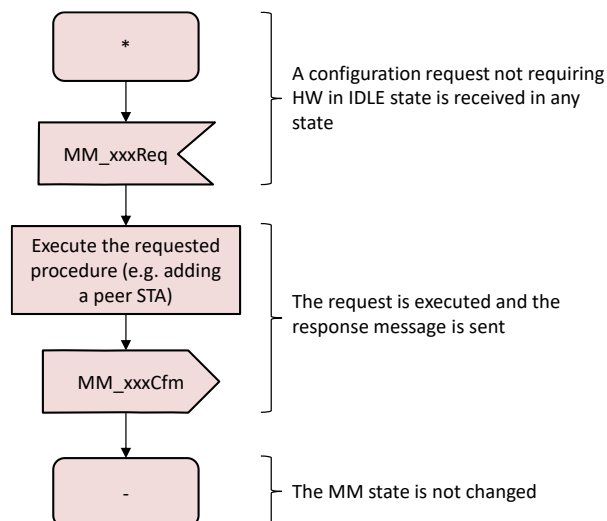 *
A configuration request not requiring
HW in IDLE state is received in any
state
MM_xxxReq
Execute the requested
procedure (e.g. adding
a peer STA)
The request is executed and the
response message is sent
MM_xxxCfm
-
The MM state is not changed